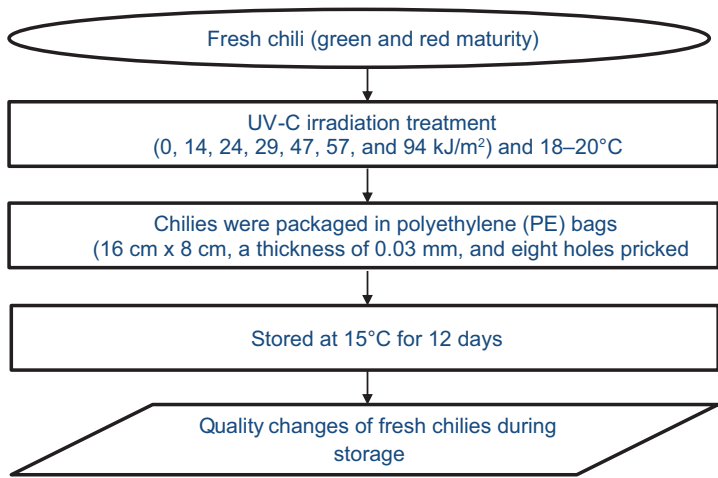 Fresh chili (green and red maturity)
UV-C irradiation treatment
(0, 14, 24, 29, 47, 57, and 94 kJ/m²) and 18–20°C
Chilies were packaged in polyethylene (PE) bags
(16 cm x 8 cm, a thickness of 0.03 mm, and eight holes pricked
Stored at 15°C for 12 days
Quality changes of fresh chilies during
storage